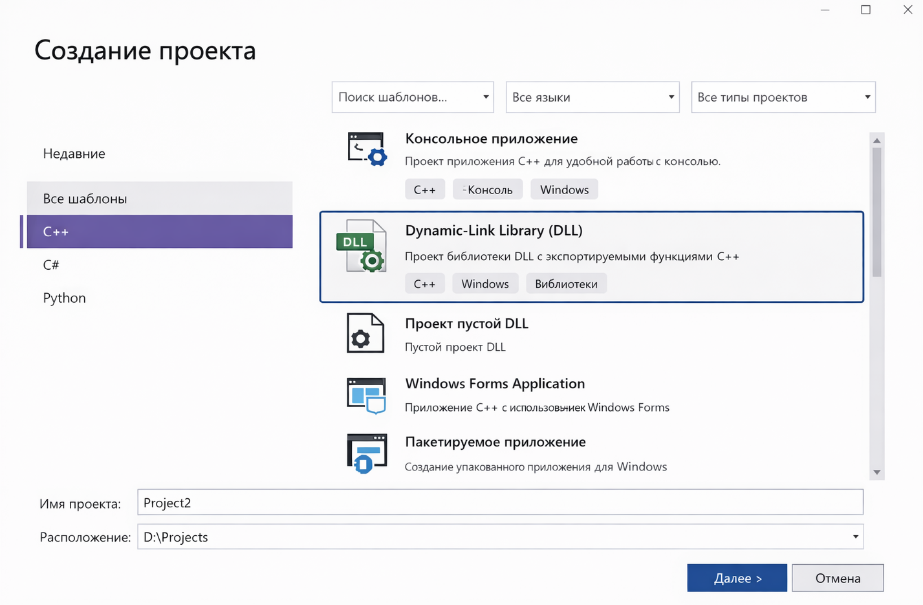 Создание проекта
Поиск шаблонов...
Все языки
Все типы проектов
Недавние
Все шаблоны
C++
C#
Python
Консольное приложение
Проект приложения C++ для удобной работы с консолью.
C++
-Консоль
Windows
DLL
Dynamic-Link Library (DLL)
Проект библиотеки DLL с экспортируемыми функциями C++
C++
Windows
Виблиотеки
Проект пустой DLL
Пустой проект DLL
Windows Forms Application
Приложение C++ с использовыниек Windows Forms
Пакетируемое приложение
Создание упакованного приложения для Windows
Имя проекта:
Project2
Расположение:
D:\Projects
Далее >
Отмена